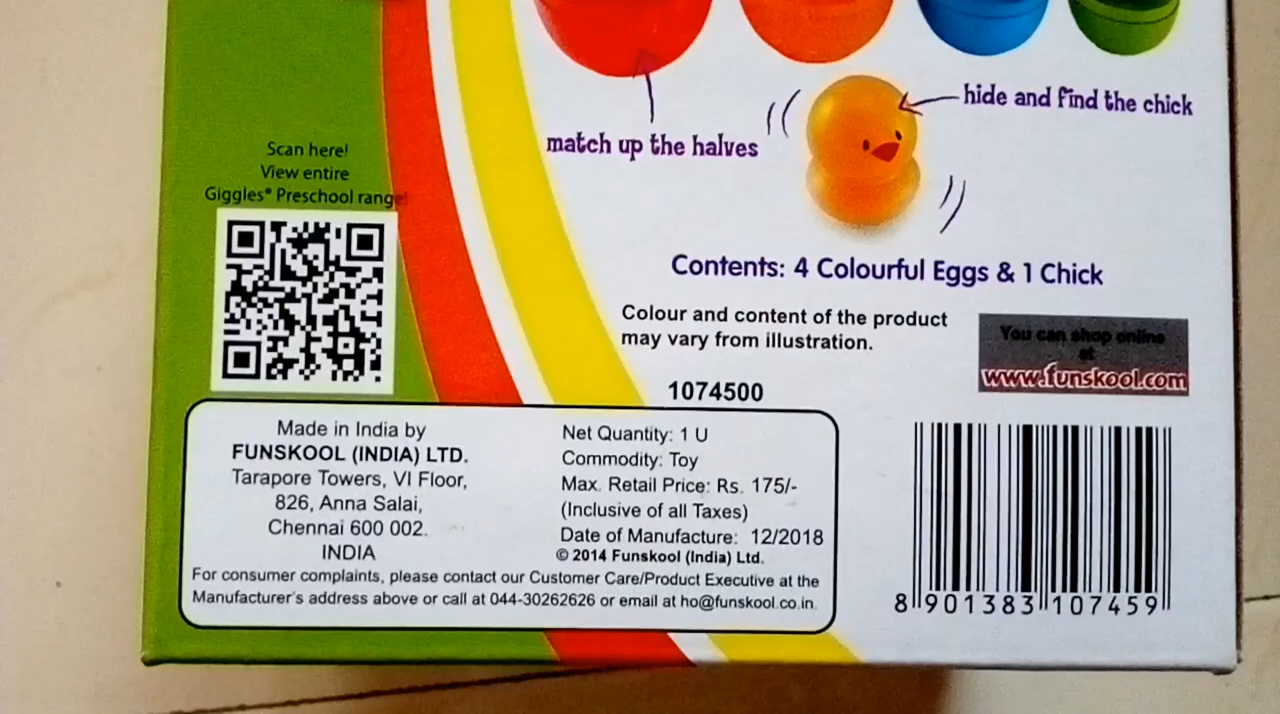 match up the halves
hide and find the chick
Scan here!
View entire
Giggles® Preschool range
Contents: 4 Colourful Eggs & 1 Chick
Colour and content of the product
may vary from illustration.
You can shop online
at
www.funskool.com
1074500
Made in India by
FUNSKOOL (INDIA) LTD.
Tarapore Towers, VI Floor,
826, Anna Salai,
Chennai 600 002.
INDIA
Net Quantity: 1 U
Commodity: Toy
Max. Retail Price: Rs. 175/-
(Inclusive of all Taxes)
Date of Manufacture: 12/2018
© 2014 Funskool (India) Ltd.
For consumer complaints, please contact our Customer Care/Product Executive at the
Manufacturer's address above or call at 044-30262626 or email at ho@funskool.co.in.
8 901383 107459